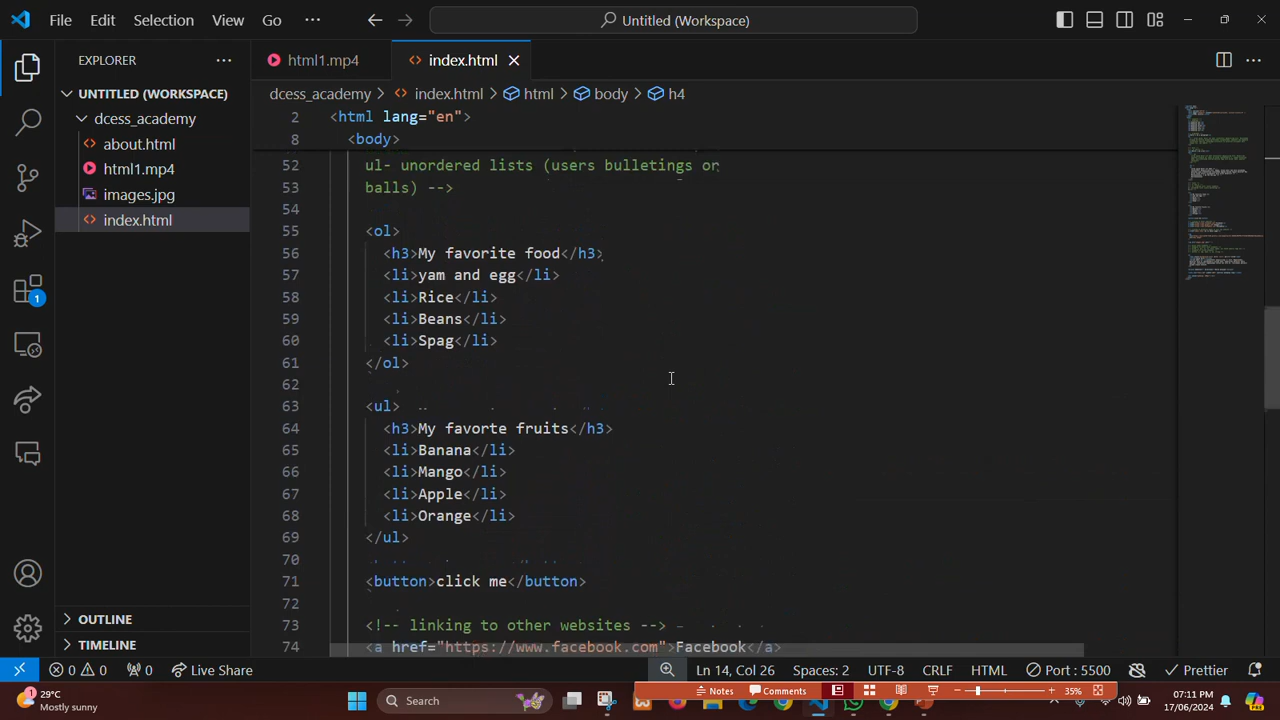 File Edit Selection View Go ··· Untitled (Workspace)
EXPLORER ···
html1.mp4
index.html
UNTITLED (WORKSPACE)
dcess_academy
about.html
html1.mp4
images.jpg
index.html
1
OUTLINE
TIMELINE
dcess_academy > index.html > html > body > h4
2 <html lang="en">
8 <body>
52 ul- unordered lists (users bulletings or
53 balls) -->
54
55 <ol>
56 <h3>My favorite food</h3>
57 <li>yam and egg</li>
58 <li>Rice</li>
59 <li>Beans</li>
60 <li>Spag</li>
61 </ol>
62
63 <ul>
64 <h3>My favorte fruits</h3>
65 <li>Banana</li>
66 <li>Mango</li>
67 <li>Apple</li>
68 <li>Orange</li>
69 </ul>
70
71 <button>click me</button>
72
73 <!-- linking to other websites -->
74 <a href="https://www.facebook.com">Facebook</a>
0 0 0 Live Share Ln 14, Col 26 Spaces: 2 UTF-8 CRLF HTML Port : 5500 Prettier
Notes Comments 35%
1 29°C
Mostly sunny
Search
07:11 PM
17/06/2024